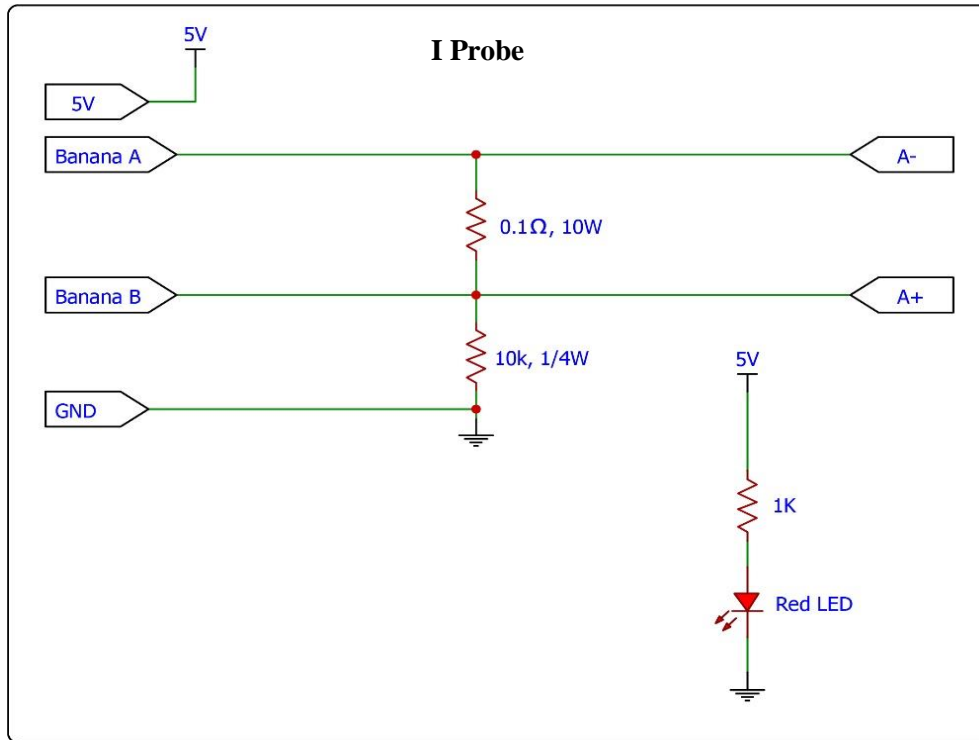 I Probe
5V
5V
Banana A
A-
0.1Ω, 10W
Banana B
A+
10k, 1/4W
GND
5V
1K
Red LED